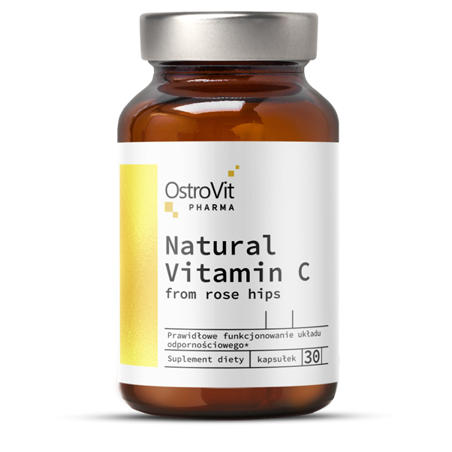 OstroVit
PHARMA
Natural
Vitamin C
from rose hips
Prawidłowe funkcjonowanie układu
odpornościowego*
Suplement diety kapsułek 30